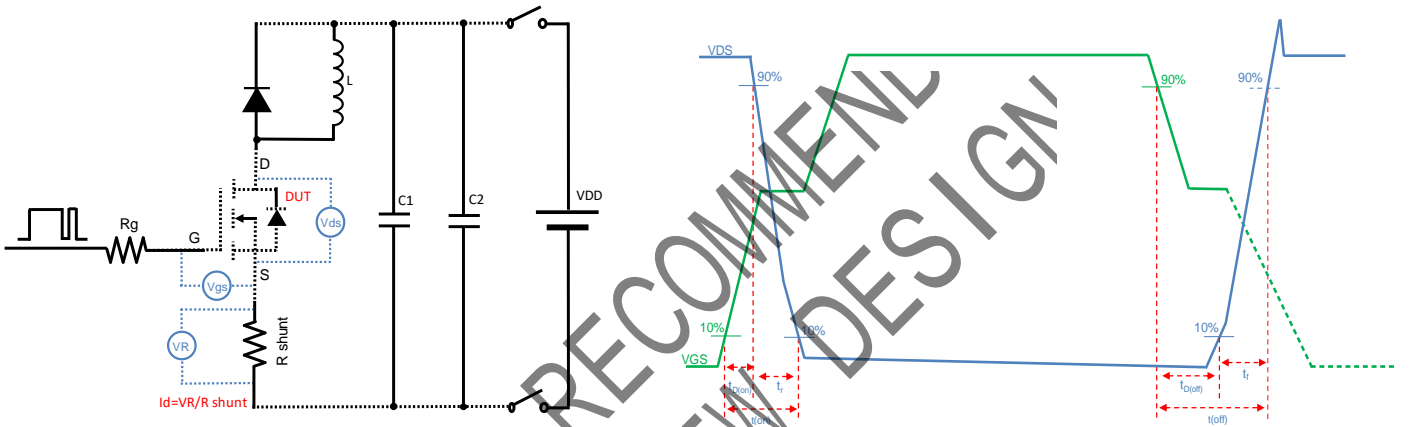 L
D
DUT
Rg
G
Vds
C1
C2
VDD
S
Vgs
VR
R shunt
Id=VR/R shunt
VDS
90%
90%
90%
10%
10%
10%
VGS
tD(on)
tr
t(on)
tD(off)
tf
t(off)
RECOMMEND
EW DESIGN